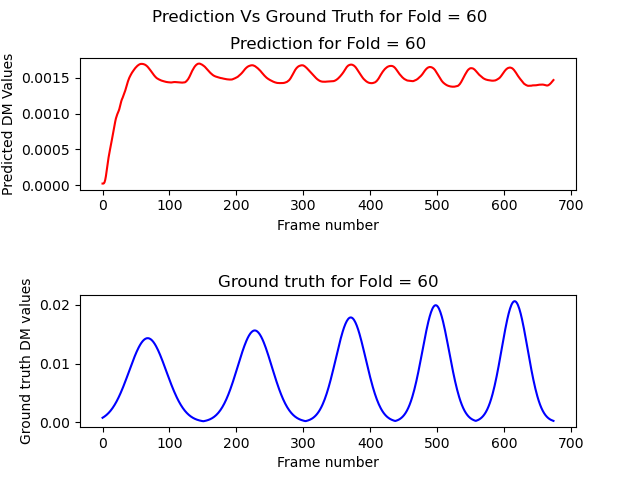 Prediction Vs Ground Truth for Fold = 60
Prediction for Fold = 60
Predicted DM Values
0.0015
0.0010
0.0005
0.0000
0 100 200 300 400 500 600 700
Frame number
Ground truth for Fold = 60
Ground truth DM values
0.02
0.01
0.00
0 100 200 300 400 500 600 700
Frame number